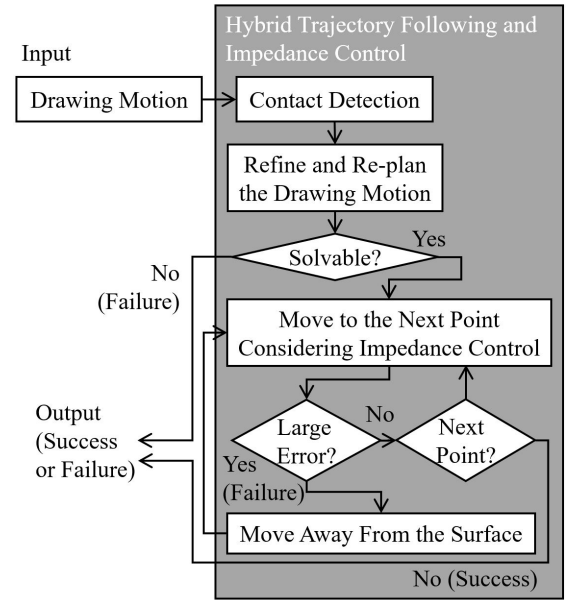 Hybrid Trajectory Following and
Impedance Control
Input
Drawing Motion
Contact Detection
Refine and Re-plan
the Drawing Motion
Solvable?
Yes
No
(Failure)
Move to the Next Point
Considering Impedance Control
Output
(Success
or Failure)
Large
Error?
No
Next
Point?
Yes
(Failure)
Move Away From the Surface
No (Success)